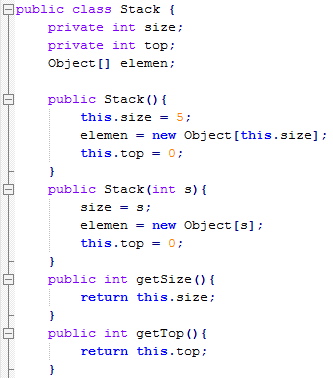 public class Stack {
    private int size;
    private int top;
    Object[] elemen;

    public Stack(){
        this.size = 5;
        elemen = new Object[this.size];
        this.top = 0;
    }
    public Stack(int s){
        size = s;
        elemen = new Object[s];
        this.top = 0;
    }
    public int getSize(){
        return this.size;
    }
    public int getTop(){
        return this.top;
    }